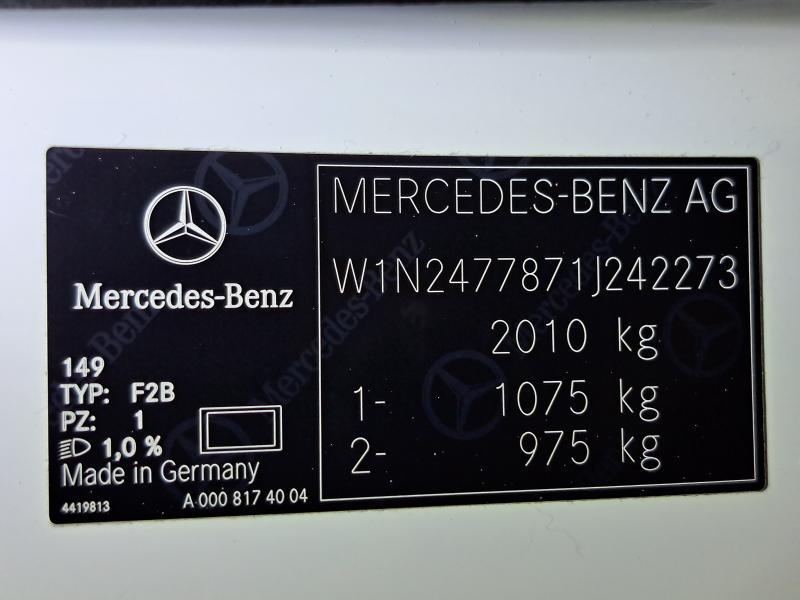 Mercedes-Benz
149
TYP: F2B
PZ: 1
1,0 %
Made in Germany
4419813
A 000 817 40 04
MERCEDES-BENZ AG
W1N2477871J242273
2010 kg
1- 1075 kg
2- 975 kg